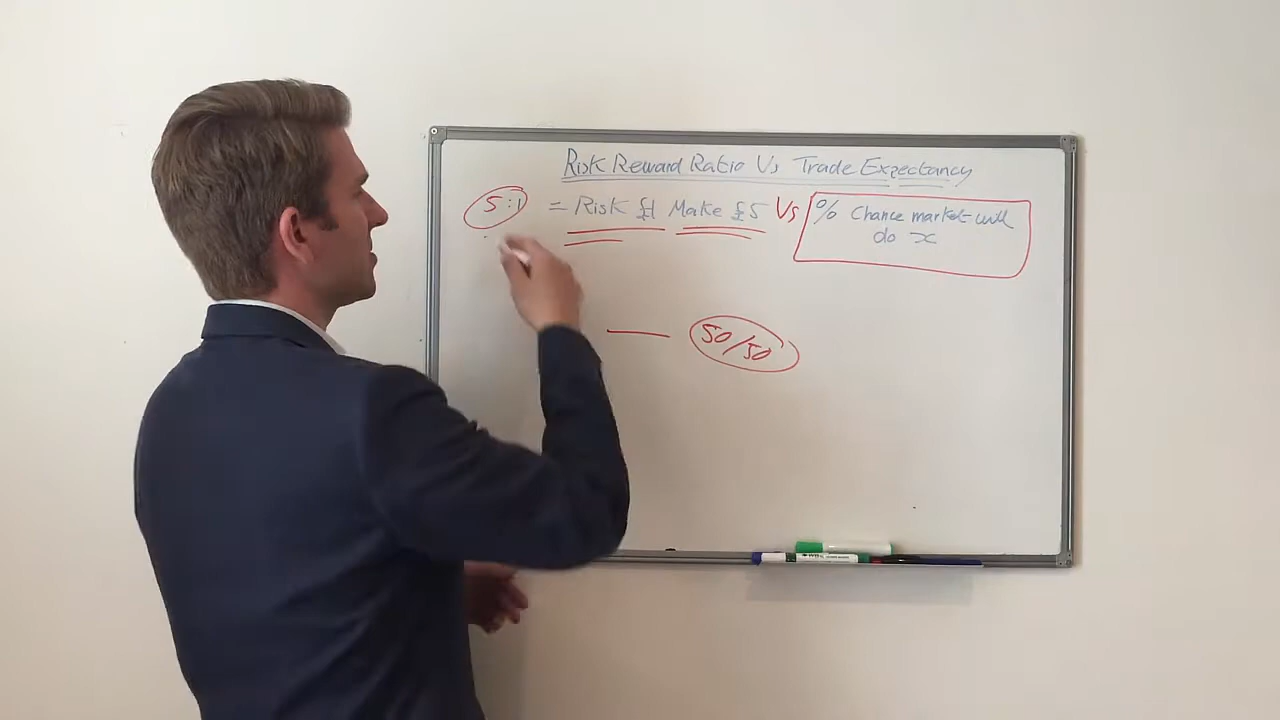 Risk Reward Ratio Vs Trade Expectancy
5:1 = Risk £1 Make £5 Vs % Chance market will
do x
50/50